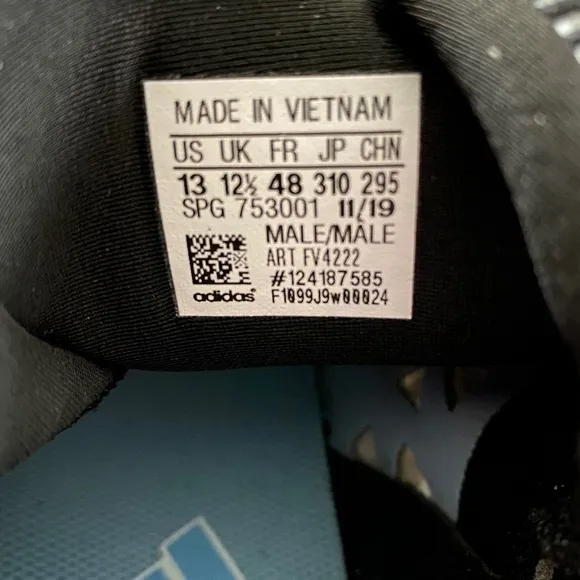 MADE IN VIETNAM
US UK FR JP CHN
13 12½ 48 310 295
SPG 753001 11/19
MALE/MALE
ART FV4222
#124187585
adidas F1099J9W00024